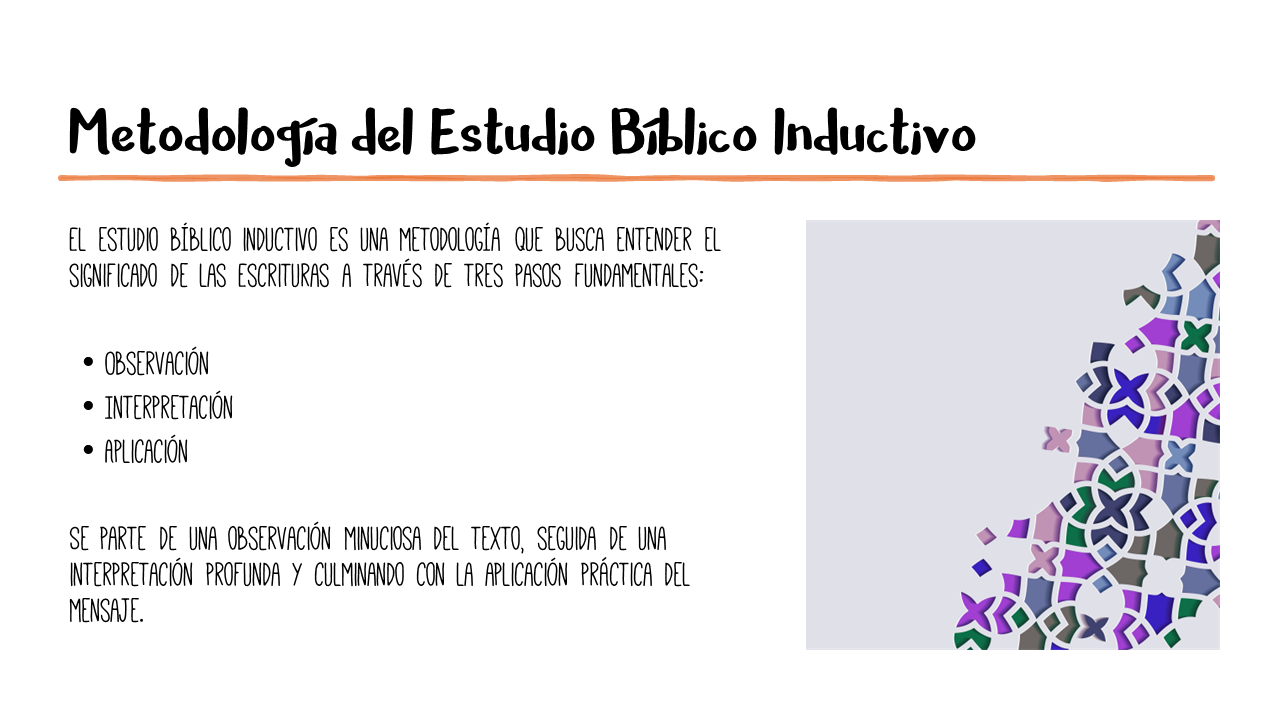 Metodología del Estudio Bíblico Inductivo
EL ESTUDIO BÍBLICO INDUCTIVO ES UNA METODOLOGÍA QUE BUSCA ENTENDER EL
SIGNIFICADO DE LAS ESCRITURAS A TRAVÉS DE TRES PASOS FUNDAMENTALES:
• OBSERVACIÓN
• INTERPRETACIÓN
• APLICACIÓN
SE PARTE DE UNA OBSERVACIÓN MINUCIOSA DEL TEXTO, SEGUIDA DE UNA
INTERPRETACIÓN PROFUNDA Y CULMINANDO CON LA APLICACIÓN PRÁCTICA DEL
MENSAJE.